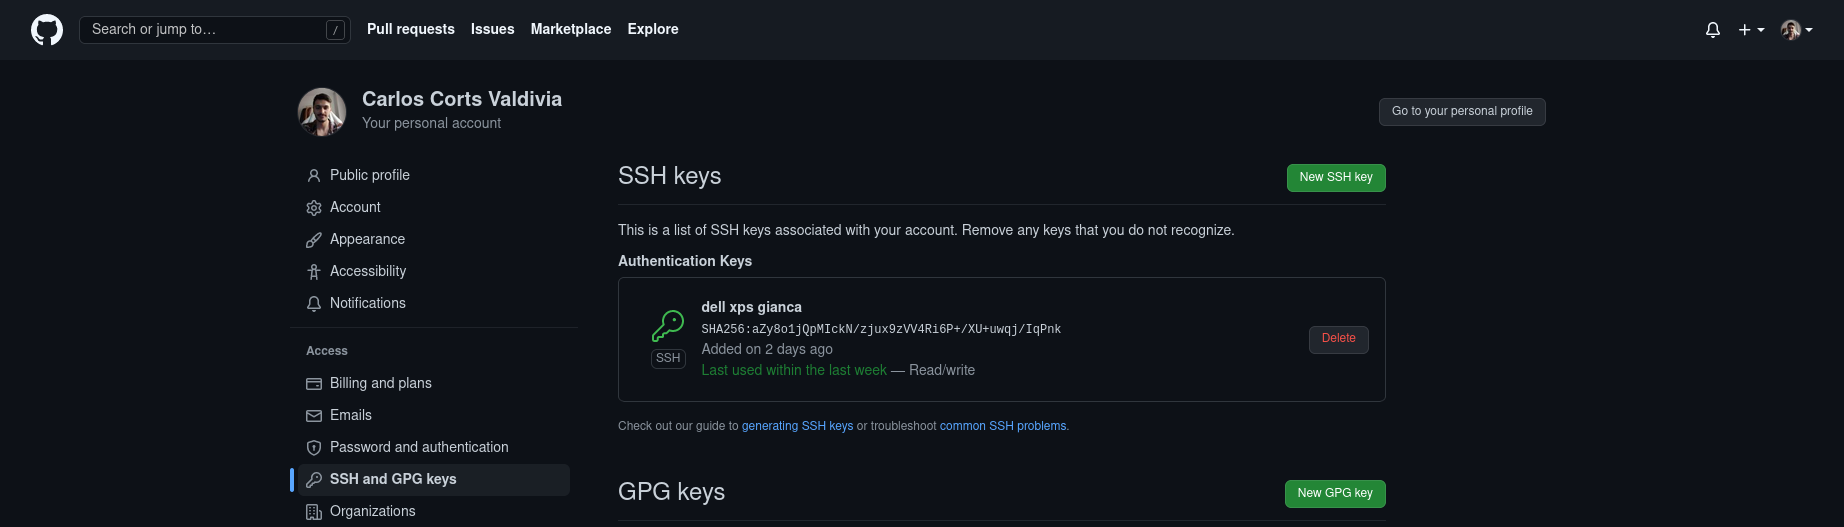 Search or jump to… /
Pull requests Issues Marketplace Explore
Carlos Corts Valdivia
Your personal account
Go to your personal profile
Public profile
Account
Appearance
Accessibility
Notifications
Access
Billing and plans
Emails
Password and authentication
SSH and GPG keys
Organizations
SSH keys
New SSH key
This is a list of SSH keys associated with your account. Remove any keys that you do not recognize.
Authentication Keys
dell xps gianca
SHA256:aZy8o1jQpMIckN/zjux9zVV4Ri6P+/XU+uwqj/IqPnk
Added on 2 days ago
Last used within the last week — Read/write
SSH
Delete
Check out our guide to generating SSH keys or troubleshoot common SSH problems.
GPG keys
New GPG key